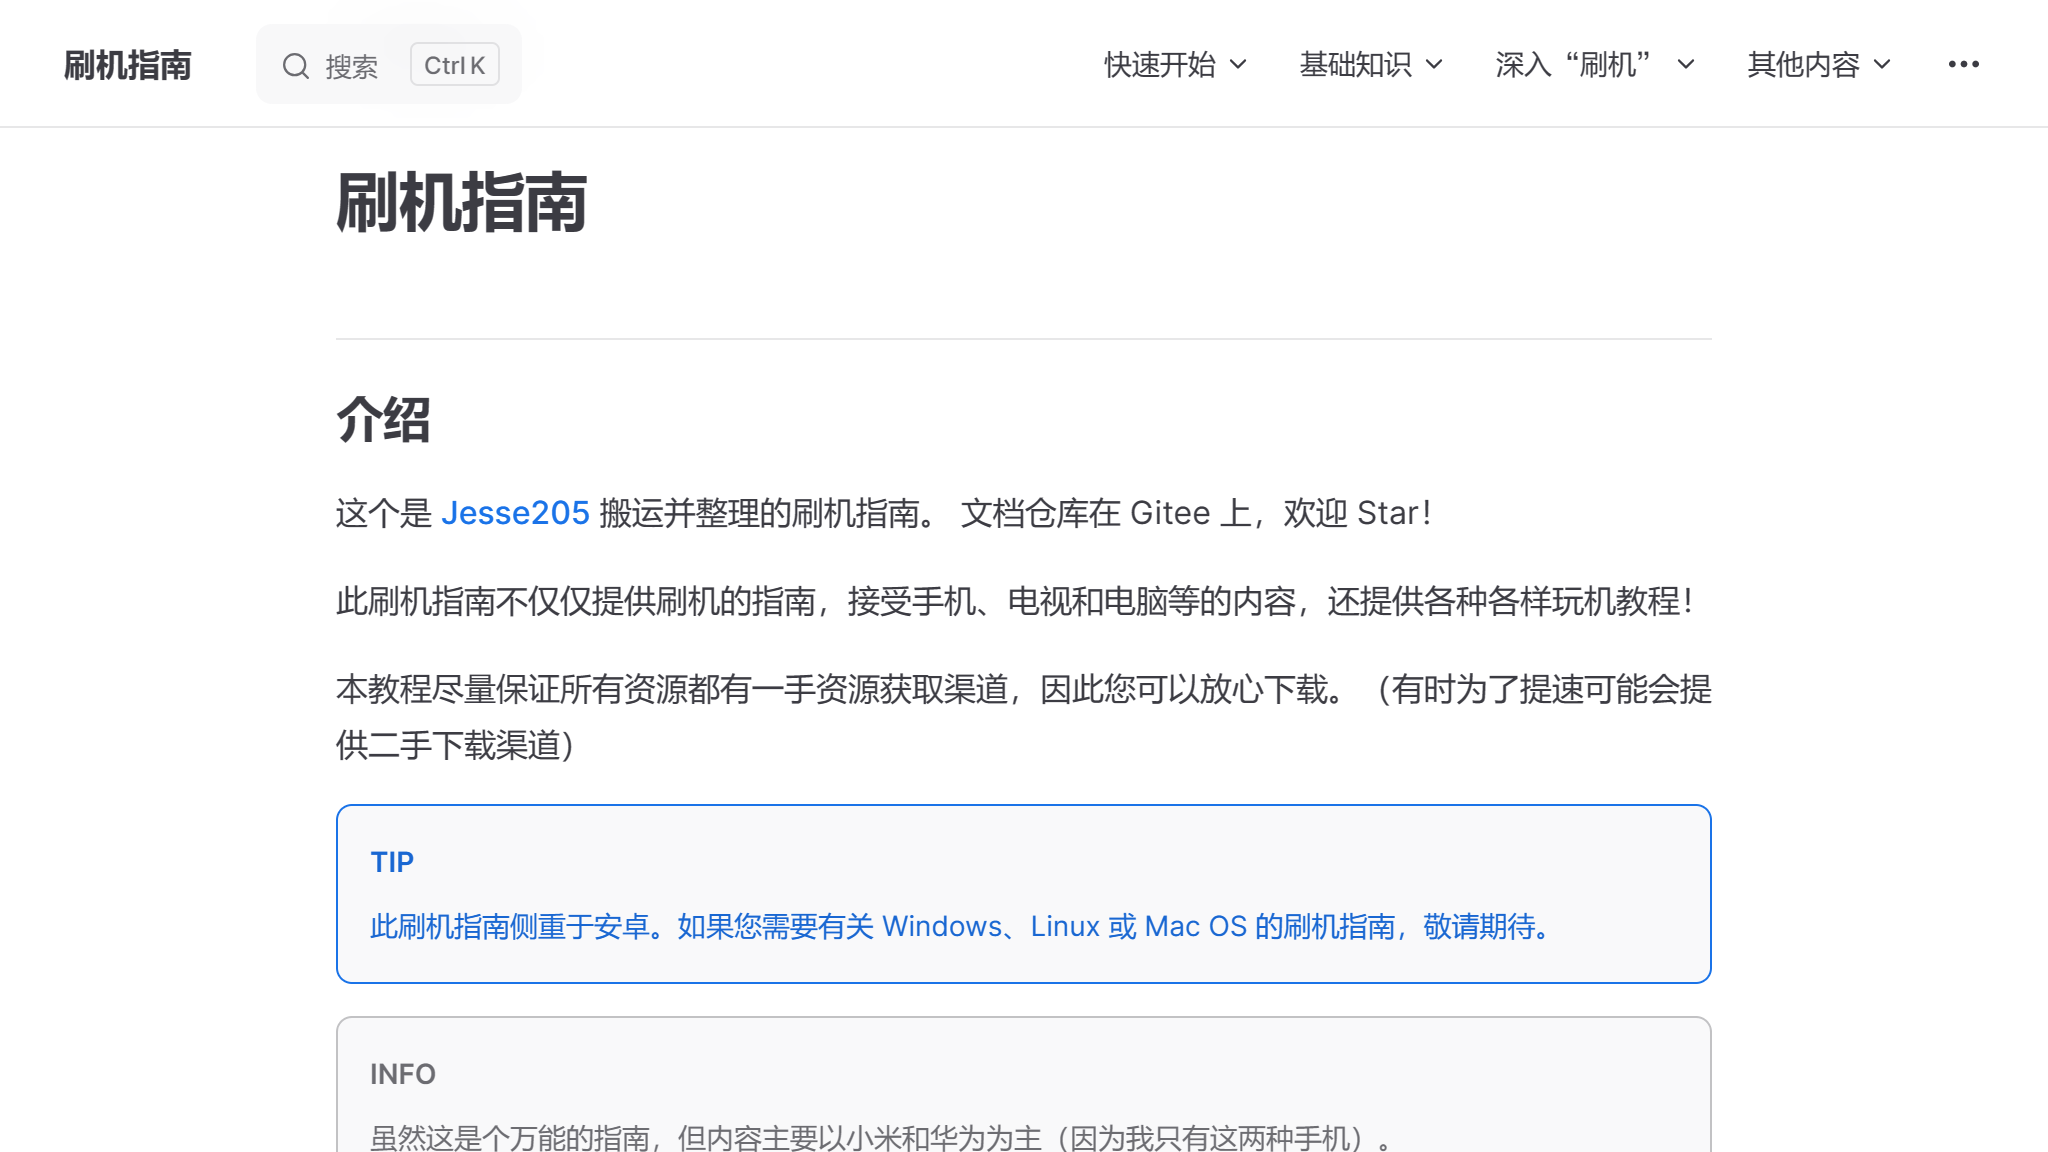 刷机指南
搜索 Ctrl K
快速开始
基础知识
深入“刷机”
其他内容
刷机指南
介绍
这个是 Jesse205 搬运并整理的刷机指南。 文档仓库在 Gitee 上，欢迎 Star！
此刷机指南不仅仅提供刷机的指南，接受手机、电视和电脑等的内容，还提供各种各样玩机教程！
本教程尽量保证所有资源都有一手资源获取渠道，因此您可以放心下载。（有时为了提速可能会提
供二手下载渠道）
TIP
此刷机指南侧重于安卓。如果您需要有关 Windows、Linux 或 Mac OS 的刷机指南，敬请期待。
INFO
虽然这是个万能的指南，但内容主要以小米和华为为主（因为我只有这两种手机）。